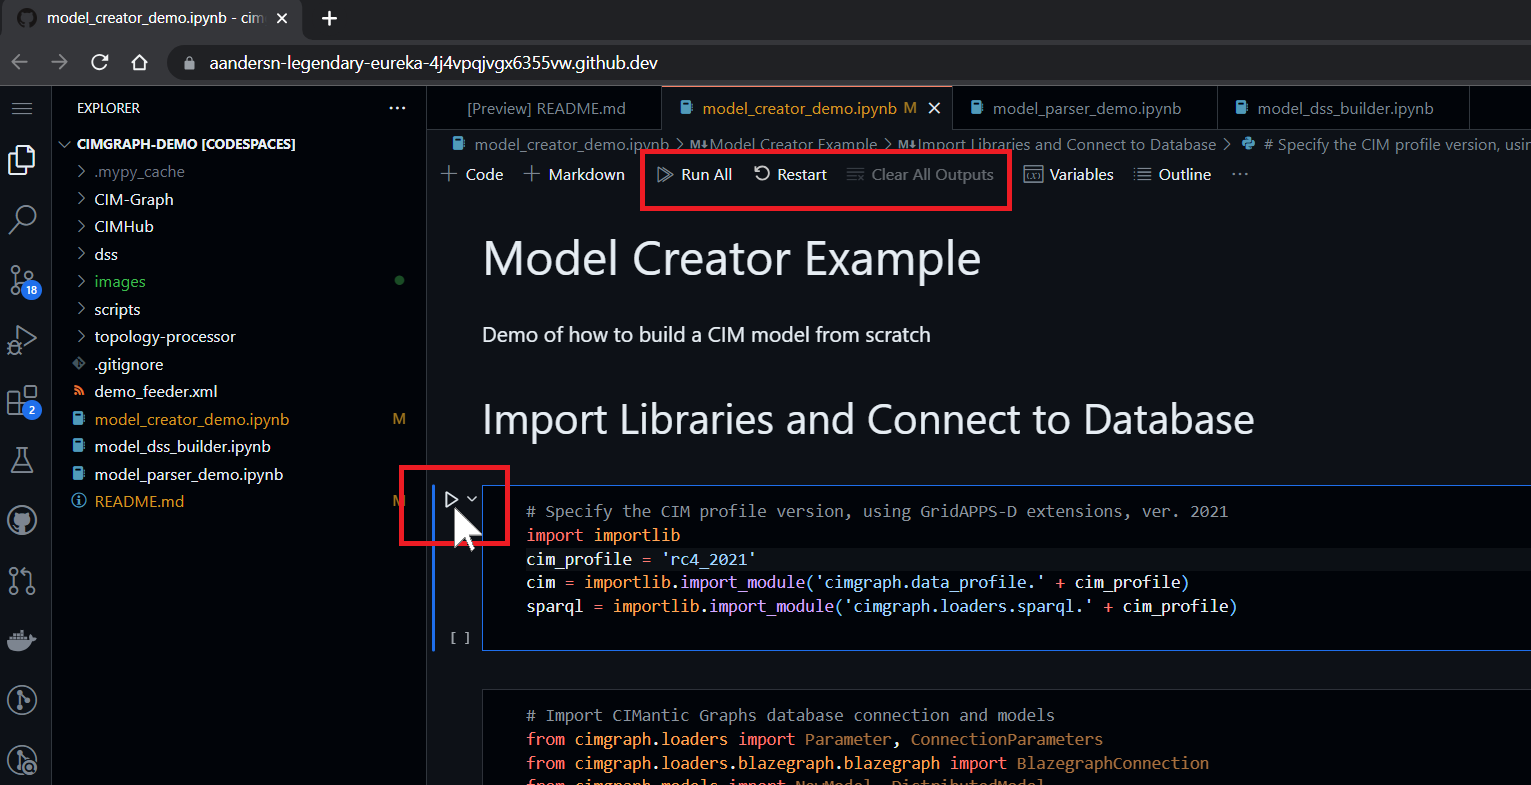 model_creator_demo.ipynb - cim
aandersn-legendary-eureka-4j4vpqjvgx6355vw.github.dev
EXPLORER
CIMGRAPH-DEMO [CODESPACES]
.mypy_cache
CIM-Graph
CIMHub
dss
images
scripts
topology-processor
.gitignore
demo_feeder.xml
model_creator_demo.ipynb M
model_dss_builder.ipynb
model_parser_demo.ipynb
README.md M
18
2
[Preview] README.md
model_creator_demo.ipynb M
model_parser_demo.ipynb
model_dss_builder.ipynb
model_creator_demo.ipynb > M↓Model Creator Example > M↓Import Libraries and Connect to Database > # Specify the CIM profile version, usin
+ Code + Markdown Run All Restart Clear All Outputs Variables Outline ...
Model Creator Example
Demo of how to build a CIM model from scratch
Import Libraries and Connect to Database
# Specify the CIM profile version, using GridAPPS-D extensions, ver. 2021
import importlib
cim_profile = 'rc4_2021'
cim = importlib.import_module('cimgraph.data_profile.' + cim_profile)
sparql = importlib.import_module('cimgraph.loaders.sparql.' + cim_profile)
[ ]
# Import CIMantic Graphs database connection and models
from cimgraph.loaders import Parameter, ConnectionParameters
from cimgraph.loaders.blazegraph.blazegraph import BlazegraphConnection
from cimgraph.models import NewModel, DistributedModel